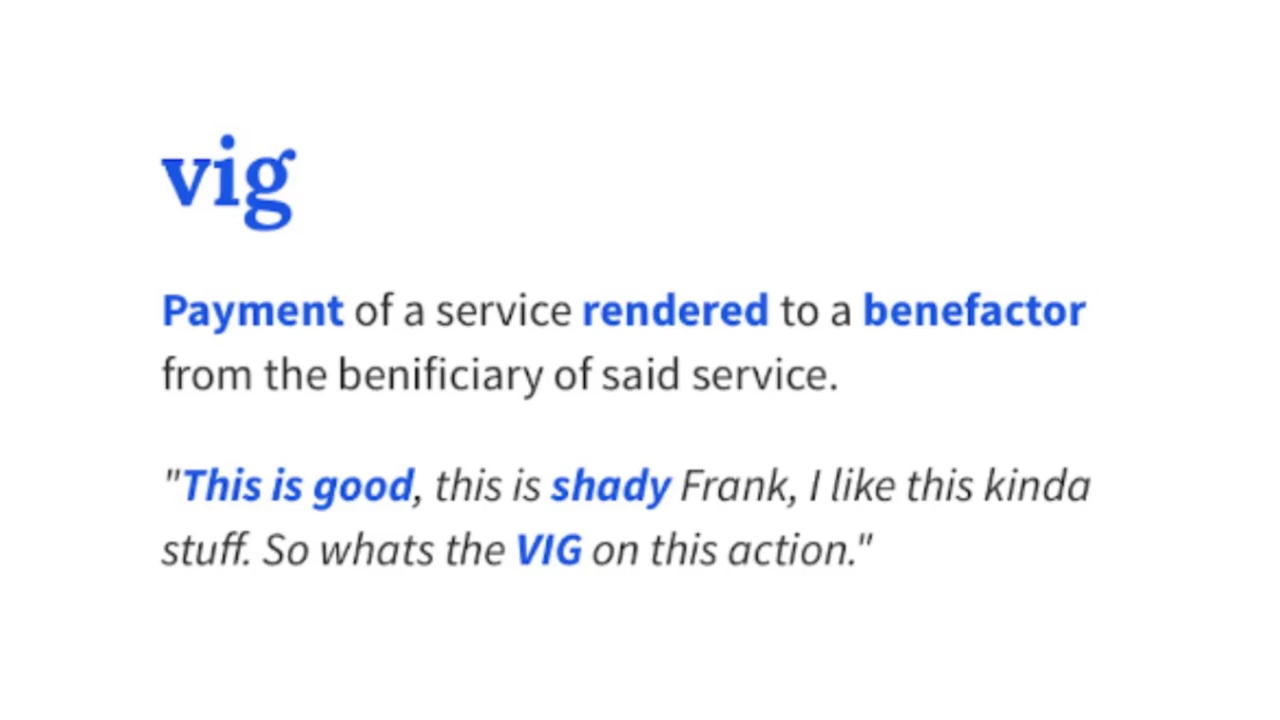 vig
Payment of a service rendered to a benefactor
from the benificiary of said service.
"This is good, this is shady Frank, I like this kinda
stuff. So whats the VIG on this action."